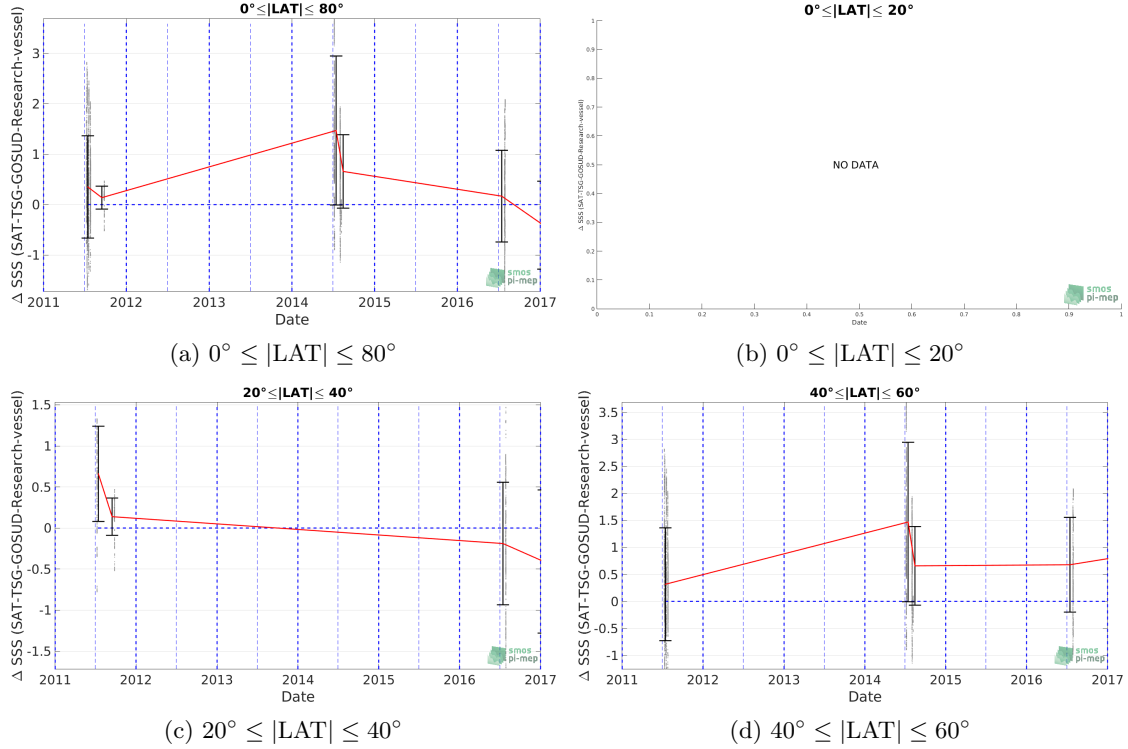 0°≤|LAT|≤ 80°
Δ SSS (SAT-TSG-GOSUD-Research-vessel)
3
2
1
0
-1
2011 2012 2013 2014 2015 2016 2017
Date
smos
pi-mep
(a) 0° ≤ |LAT| ≤ 80°
0°≤|LAT|≤ 20°
Δ SSS (SAT-TSG-GOSUD-Research-vessel)
1
0.9
0.8
0.7
0.6
0.5
0.4
0.3
0.2
0.1
0
NO DATA
0 0.1 0.2 0.3 0.4 0.5 0.6 0.7 0.8 0.9 1
Date
smos
pi-mep
(b) 0° ≤ |LAT| ≤ 20°
20°≤|LAT|≤ 40°
Δ SSS (SAT-TSG-GOSUD-Research-vessel)
1.5
1
0.5
0
-0.5
-1
-1.5
2011 2012 2013 2014 2015 2016 2017
Date
smos
pi-mep
(c) 20° ≤ |LAT| ≤ 40°
40°≤|LAT|≤ 60°
Δ SSS (SAT-TSG-GOSUD-Research-vessel)
3.5
3
2.5
2
1.5
1
0.5
0
-0.5
-1
2011 2012 2013 2014 2015 2016 2017
Date
smos
pi-mep
(d) 40° ≤ |LAT| ≤ 60°